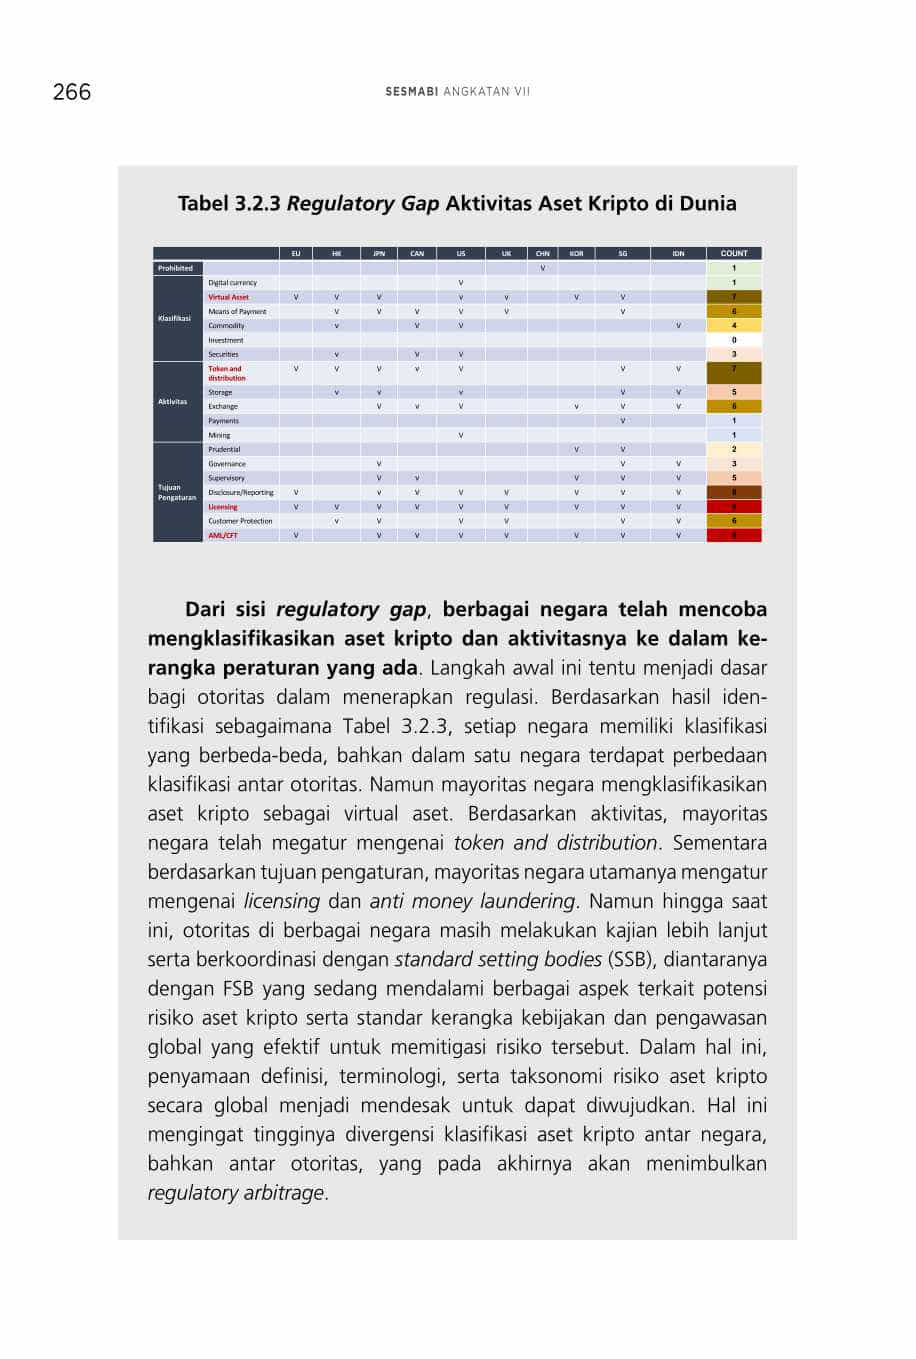 266
SESMABI ANGKATAN VII
Tabel 3.2.3 Regulatory Gap Aktivitas Aset Kripto di Dunia
EU HK JPN CAN US UK CHN KOR SG IDN COUNT
Prohibited V 1
Klasifikasi
Digital currency V 1
Virtual Asset V V V v v V V 7
Means of Payment V V V V V V 6
Commodity v V V V 4
Investment 0
Securities v V V 3
Aktivitas
Token and distribution V V V v V V V 7
Storage v v v V V 5
Exchange V v V v V V 6
Payments V 1
Mining V 1
Tujuan Pengaturan
Prudential V V 2
Governance V V V 3
Supervisory V v V V V 5
Disclosure/Reporting V v V V V V V V 8
Licensing V V V V V V V V V
Customer Protection v V V V V V 6
AML/CFT V V V V V V V V
Dari sisi regulatory gap, berbagai negara telah mencoba
mengklasifikasikan aset kripto dan aktivitasnya ke dalam ke-
rangka peraturan yang ada. Langkah awal ini tentu menjadi dasar
bagi otoritas dalam menerapkan regulasi. Berdasarkan hasil iden-
tifikasi sebagaimana Tabel 3.2.3, setiap negara memiliki klasifikasi
yang berbeda-beda, bahkan dalam satu negara terdapat perbedaan
klasifikasi antar otoritas. Namun mayoritas negara mengklasifikasikan
aset kripto sebagai virtual aset. Berdasarkan aktivitas, mayoritas
negara telah megatur mengenai token and distribution. Sementara
berdasarkan tujuan pengaturan, mayoritas negara utamanya mengatur
mengenai licensing dan anti money laundering. Namun hingga saat
ini, otoritas di berbagai negara masih melakukan kajian lebih lanjut
serta berkoordinasi dengan standard setting bodies (SSB), diantaranya
dengan FSB yang sedang mendalami berbagai aspek terkait potensi
risiko aset kripto serta standar kerangka kebijakan dan pengawasan
global yang efektif untuk memitigasi risiko tersebut. Dalam hal ini,
penyamaan definisi, terminologi, serta taksonomi risiko aset kripto
secara global menjadi mendesak untuk dapat diwujudkan. Hal ini
mengingat tingginya divergensi klasifikasi aset kripto antar negara,
bahkan antar otoritas, yang pada akhirnya akan menimbulkan
regulatory arbitrage.